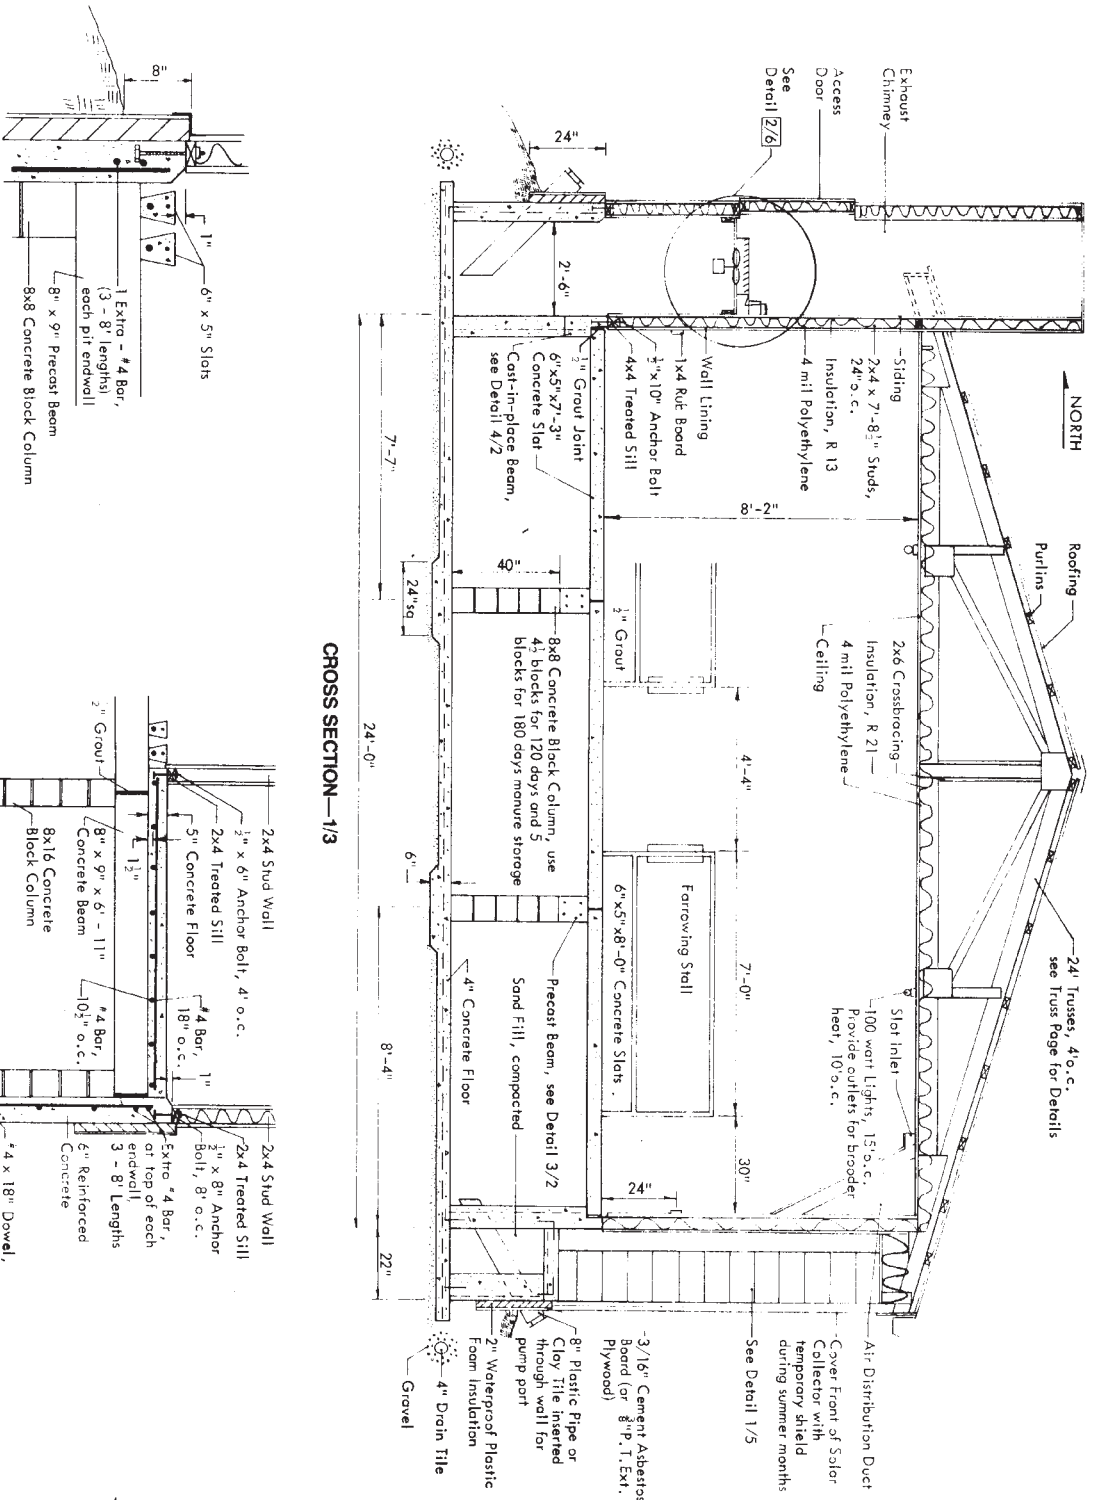 NORTH
Exhaust
Chimney
Access
Door
See
Detail 2/6
24"
2'-6"
Siding
2x4 x 7'-8½" Studs,
24" o.c.
Insulation, R 13
4 mil Polyethylene
Wall Lining
1x4 Rub Board
½"x10" Anchor Bolt
4x4 Treated Sill
½" Grout Joint
6"x5"x7'-3"
Concrete Slat
Cast-in-place Beam,
see Detail 4/2
7'-7"
8'-2"
Roofing
Purlins
2x6 Crossbracing
Insulation, R 21
4 mil Polyethylene
Ceiling
40"
24"sq
½" Grout
8x8 Concrete Block Column, use
4½ blocks for 120 days and 5
blocks for 180 days manure storage
4'-4"
24'-0"
CROSS SECTION—1/3
24' Trusses, 4'o.c.
see Truss Page for Details
Slot Inlet
100 watt Lights, 15'o.c.
Provide outlets for brooder
heat, 10'o.c.
7'-0"
Farrowing Stall
6"x5"x8'-0" Concrete Slats
6"
Precast Beam, see Detail 3/2
Sand Fill, compacted
4" Concrete Floor
8'-4"
30"
24"
22"
Air Distribution Duct
Cover Front of Solar
Collector with
temporary shield
during summer months
See Detail 1/5
3/16" Cement Asbestos
Board (or ⅜"P.T. Ext.
Plywood)
8" Plastic Pipe or
Clay Tile inserted
through wall for
pump port
2" Waterproof Plastic
Foam Insulation
4" Drain Tile
Gravel
8"
1"
6" x 5" Slats
1 Extra - #4 Bar,
(3 - 8' lengths)
each pit endwall
8" x 9" Precast Beam
8x8 Concrete Block Column
2x4 Stud Wall
½" x 6" Anchor Bolt, 4' o.c.
2x4 Treated Sill
5" Concrete Floor
1½"
8" x 9" x 6' - 11"
Concrete Beam
8x16 Concrete
Block Column
½" Grout
#4 Bar,
18" o.c.
#4 Bar,
10½" o.c.
1"
2x4 Stud Wall
2x4 Treated Sill
½" x 8" Anchor
Bolt, 8' o.c.
Extra #4 Bar,
at top of each
endwall,
3 - 8' Lengths
6" Reinforced
Concrete
#4 x 18" Dowel,